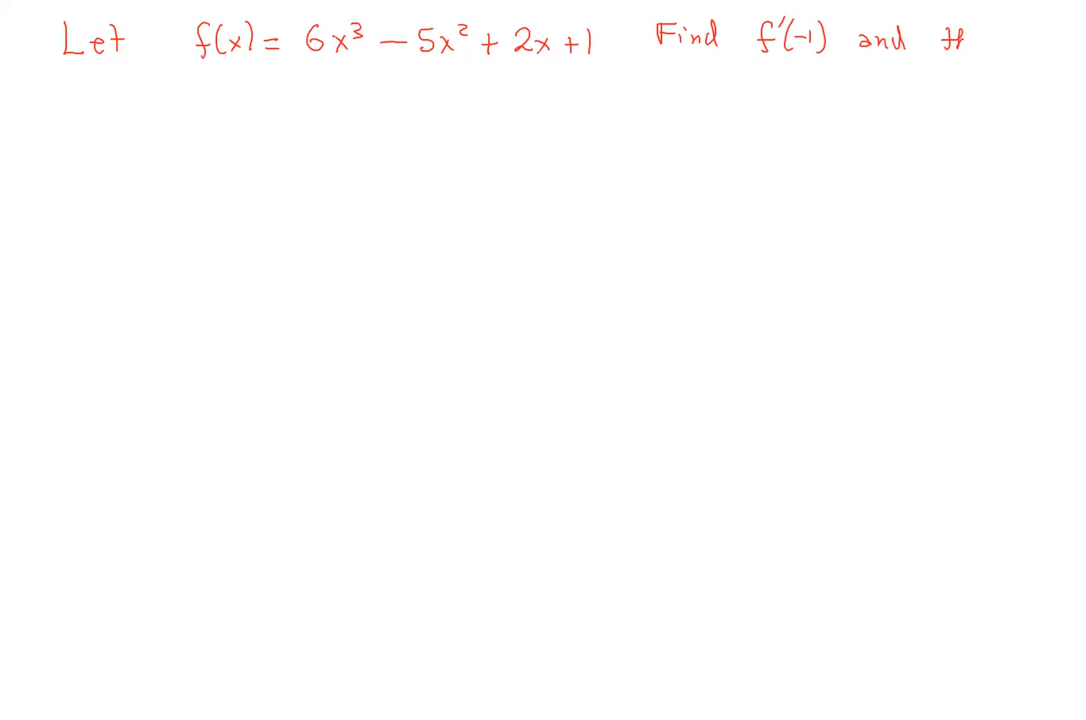 Let f(x) = 6x³ - 5x² + 2x + 1 Find f'(-1) and